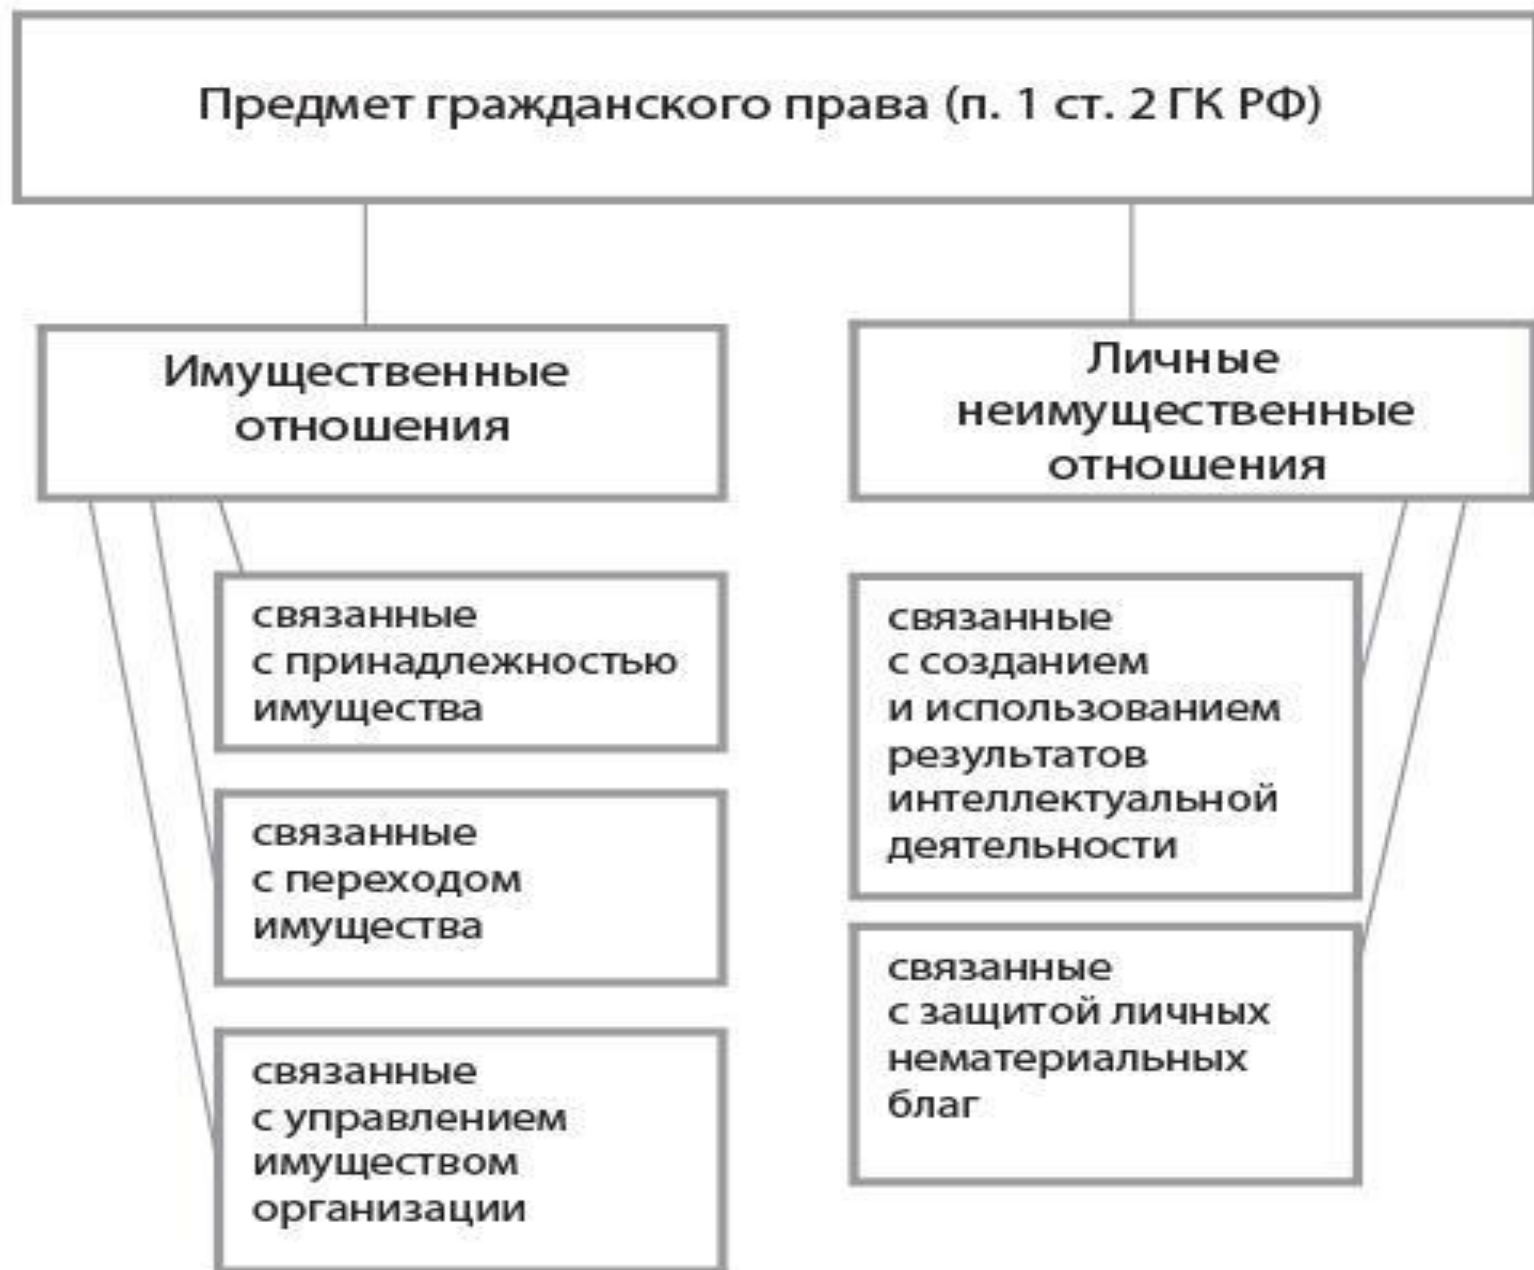 Предмет гражданского права (п. 1 ст. 2 ГК РФ)
Имущественные
отношения
Личные
неимущественные
отношения
связанные
с принадлежностью
имущества
связанные
с переходом
имущества
связанные
с управлением
имуществом
организации
связанные
с созданием
и использованием
результатов
интеллектуальной
деятельности
связанные
с защитой личных
нематериальных
благ